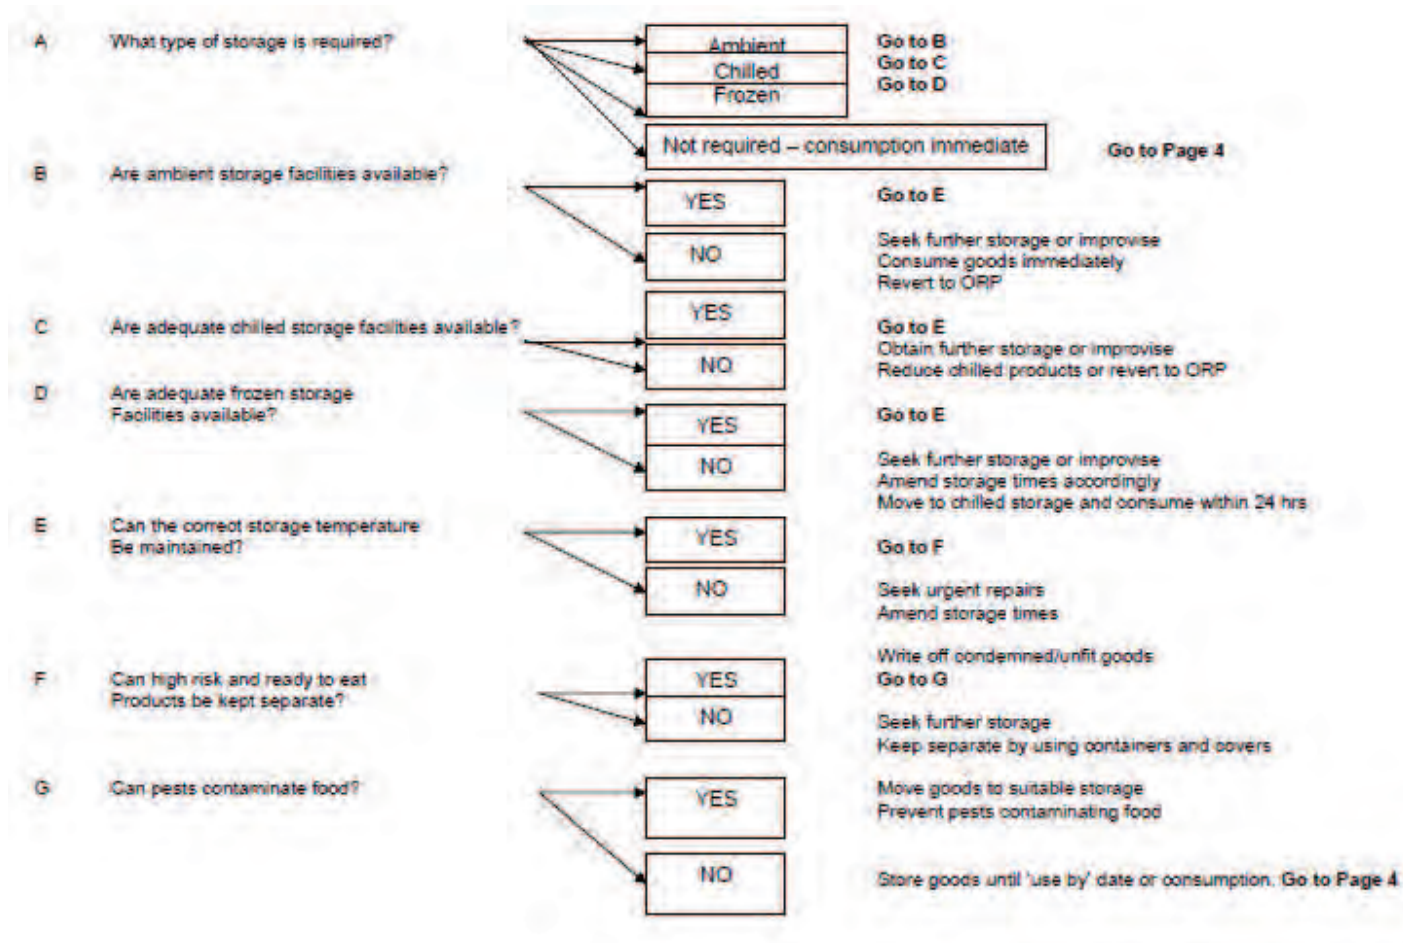 A What type of storage is required? Ambient Go to B
Chilled Go to C
Frozen Go to D
Not required – consumption immediate Go to Page 4
B Are ambient storage facilities available? YES Go to E
NO Seek further storage or improvise
Consume goods immediately
Revert to ORP
C Are adequate chilled storage facilities available? YES Go to E
NO Obtain further storage or improvise
Reduce chilled products or revert to ORP
D Are adequate frozen storage
Facilities available? YES Go to E
NO Seek further storage or improvise
Amend storage times accordingly
Move to chilled storage and consume within 24 hrs
E Can the correct storage temperature
Be maintained? YES Go to F
NO Seek urgent repairs
Amend storage times
Write off condemned/unfit goods
F Can high risk and ready to eat
Products be kept separate? YES Go to G
NO Seek further storage
Keep separate by using containers and covers
G Can pests contaminate food? YES Move goods to suitable storage
Prevent pests contaminating food
NO Store goods until 'use by' date or consumption. Go to Page 4